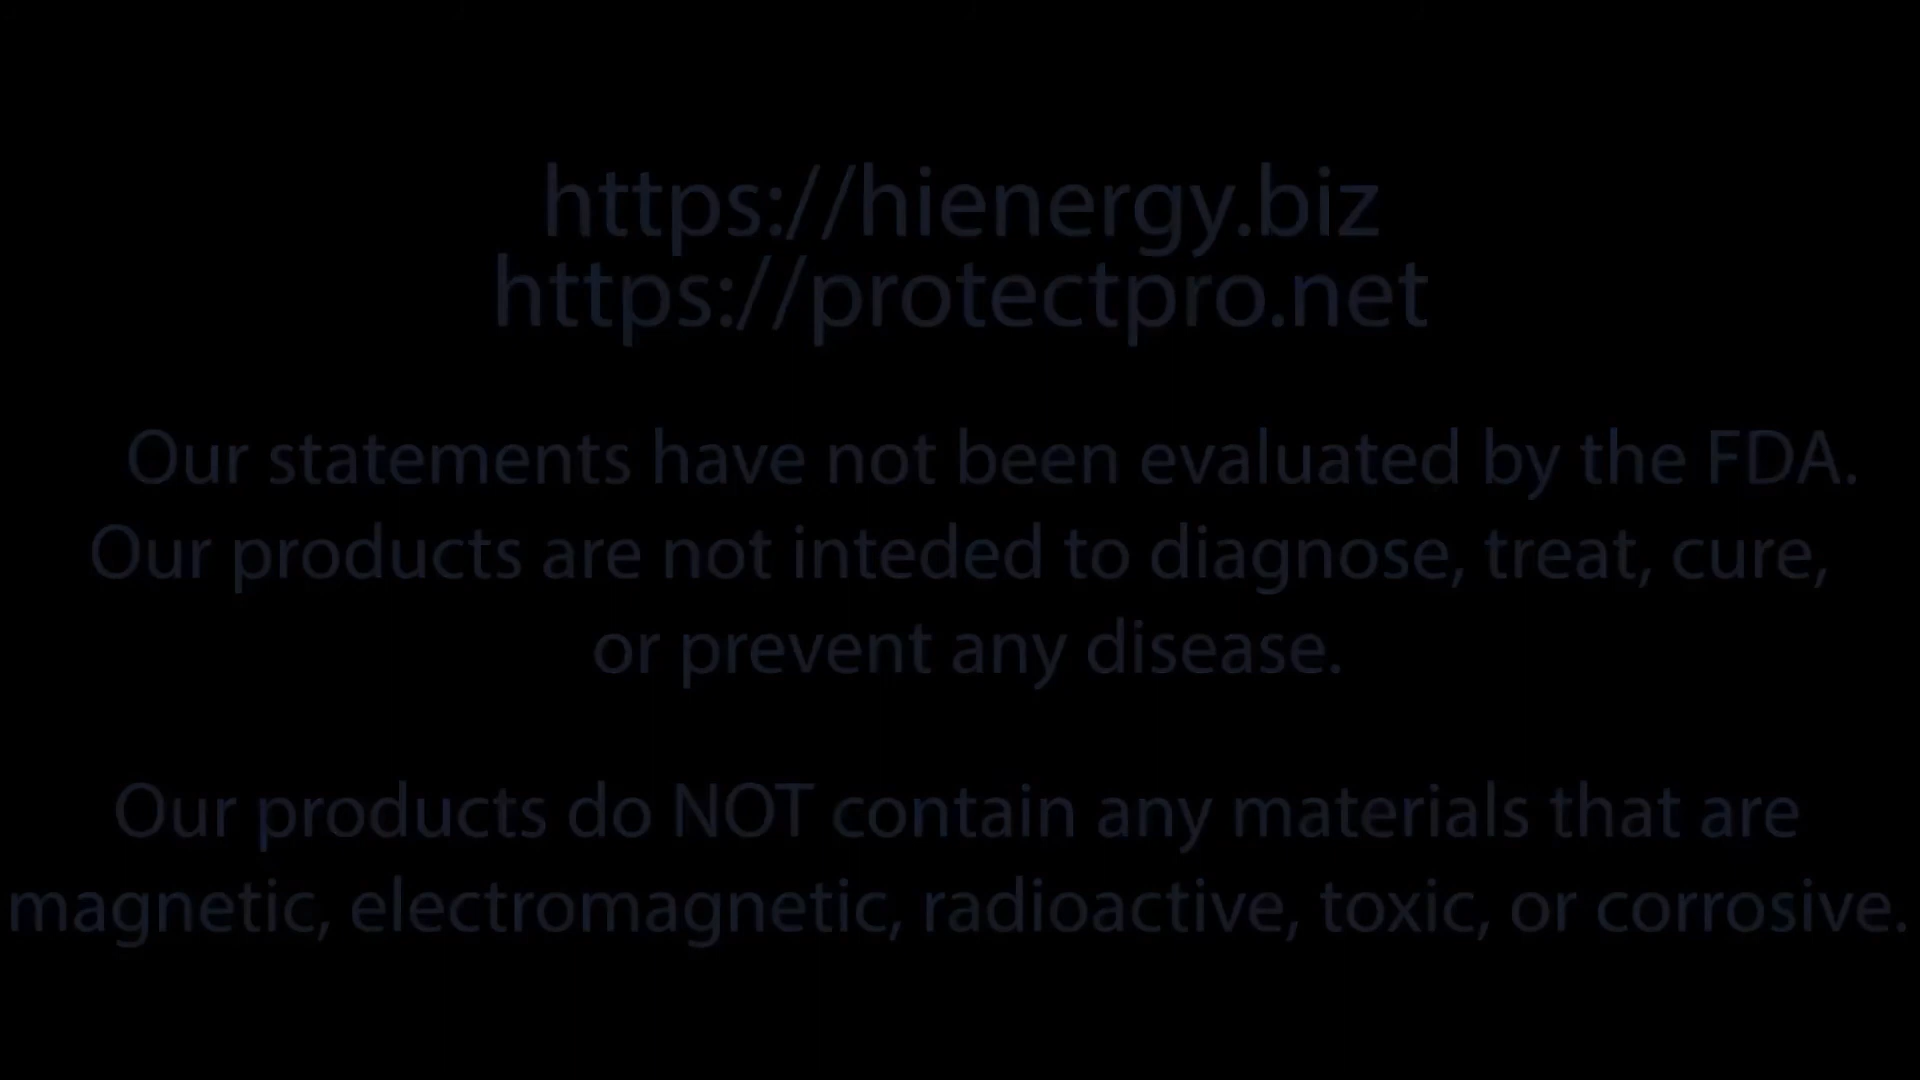 https://hienergy.biz
https://protectpro.net
Our statements have not been evaluated by the FDA.
Our products are not inteded to diagnose, treat, cure,
or prevent any disease.
Our products do NOT contain any materials that are
magnetic, electromagnetic, radioactive, toxic, or corrosive.